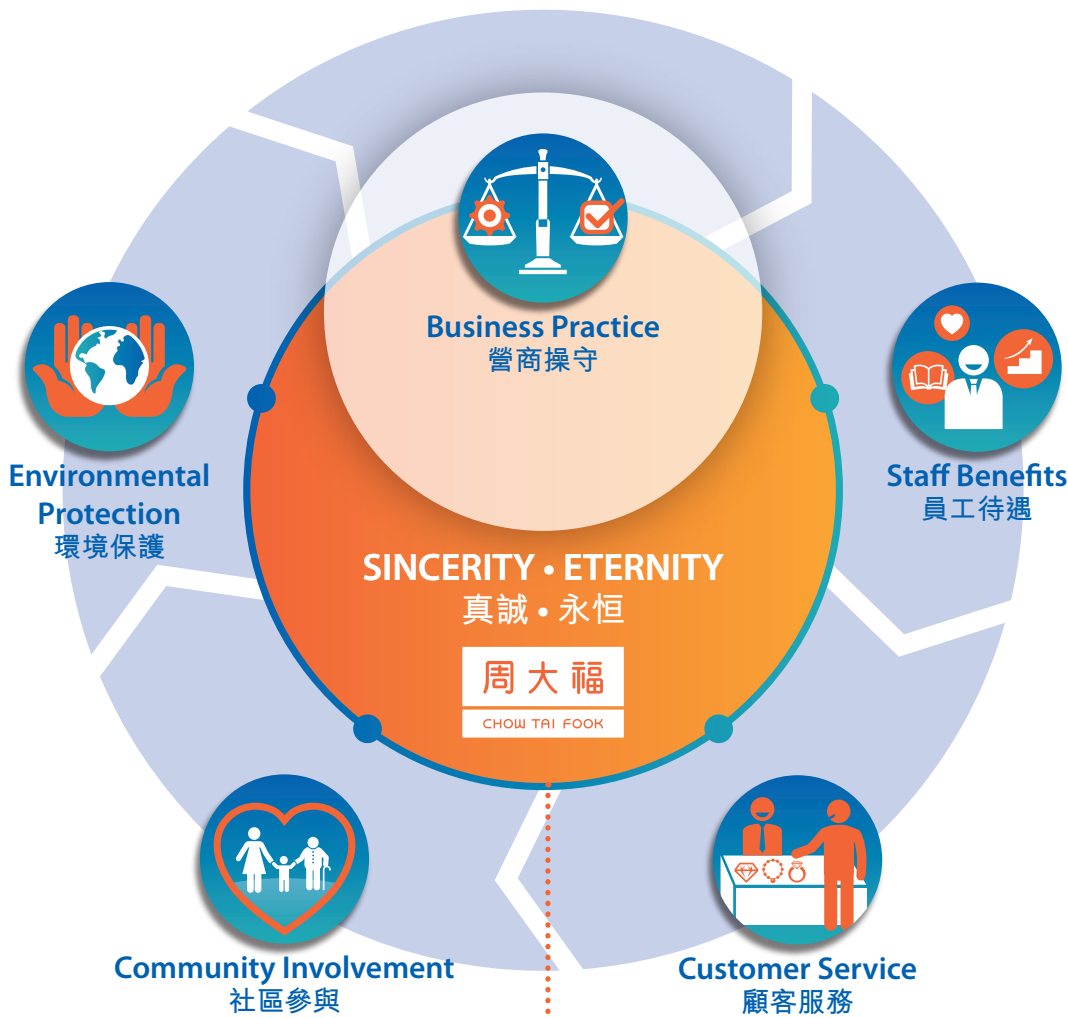 Business Practice
營商操守
Environmental
Protection
環境保護
Staff Benefits
員工待遇
SINCERITY • ETERNITY
真誠 • 永恒
周大福
CHOW TAI FOOK
Community Involvement
社區參與
Customer Service
顧客服務